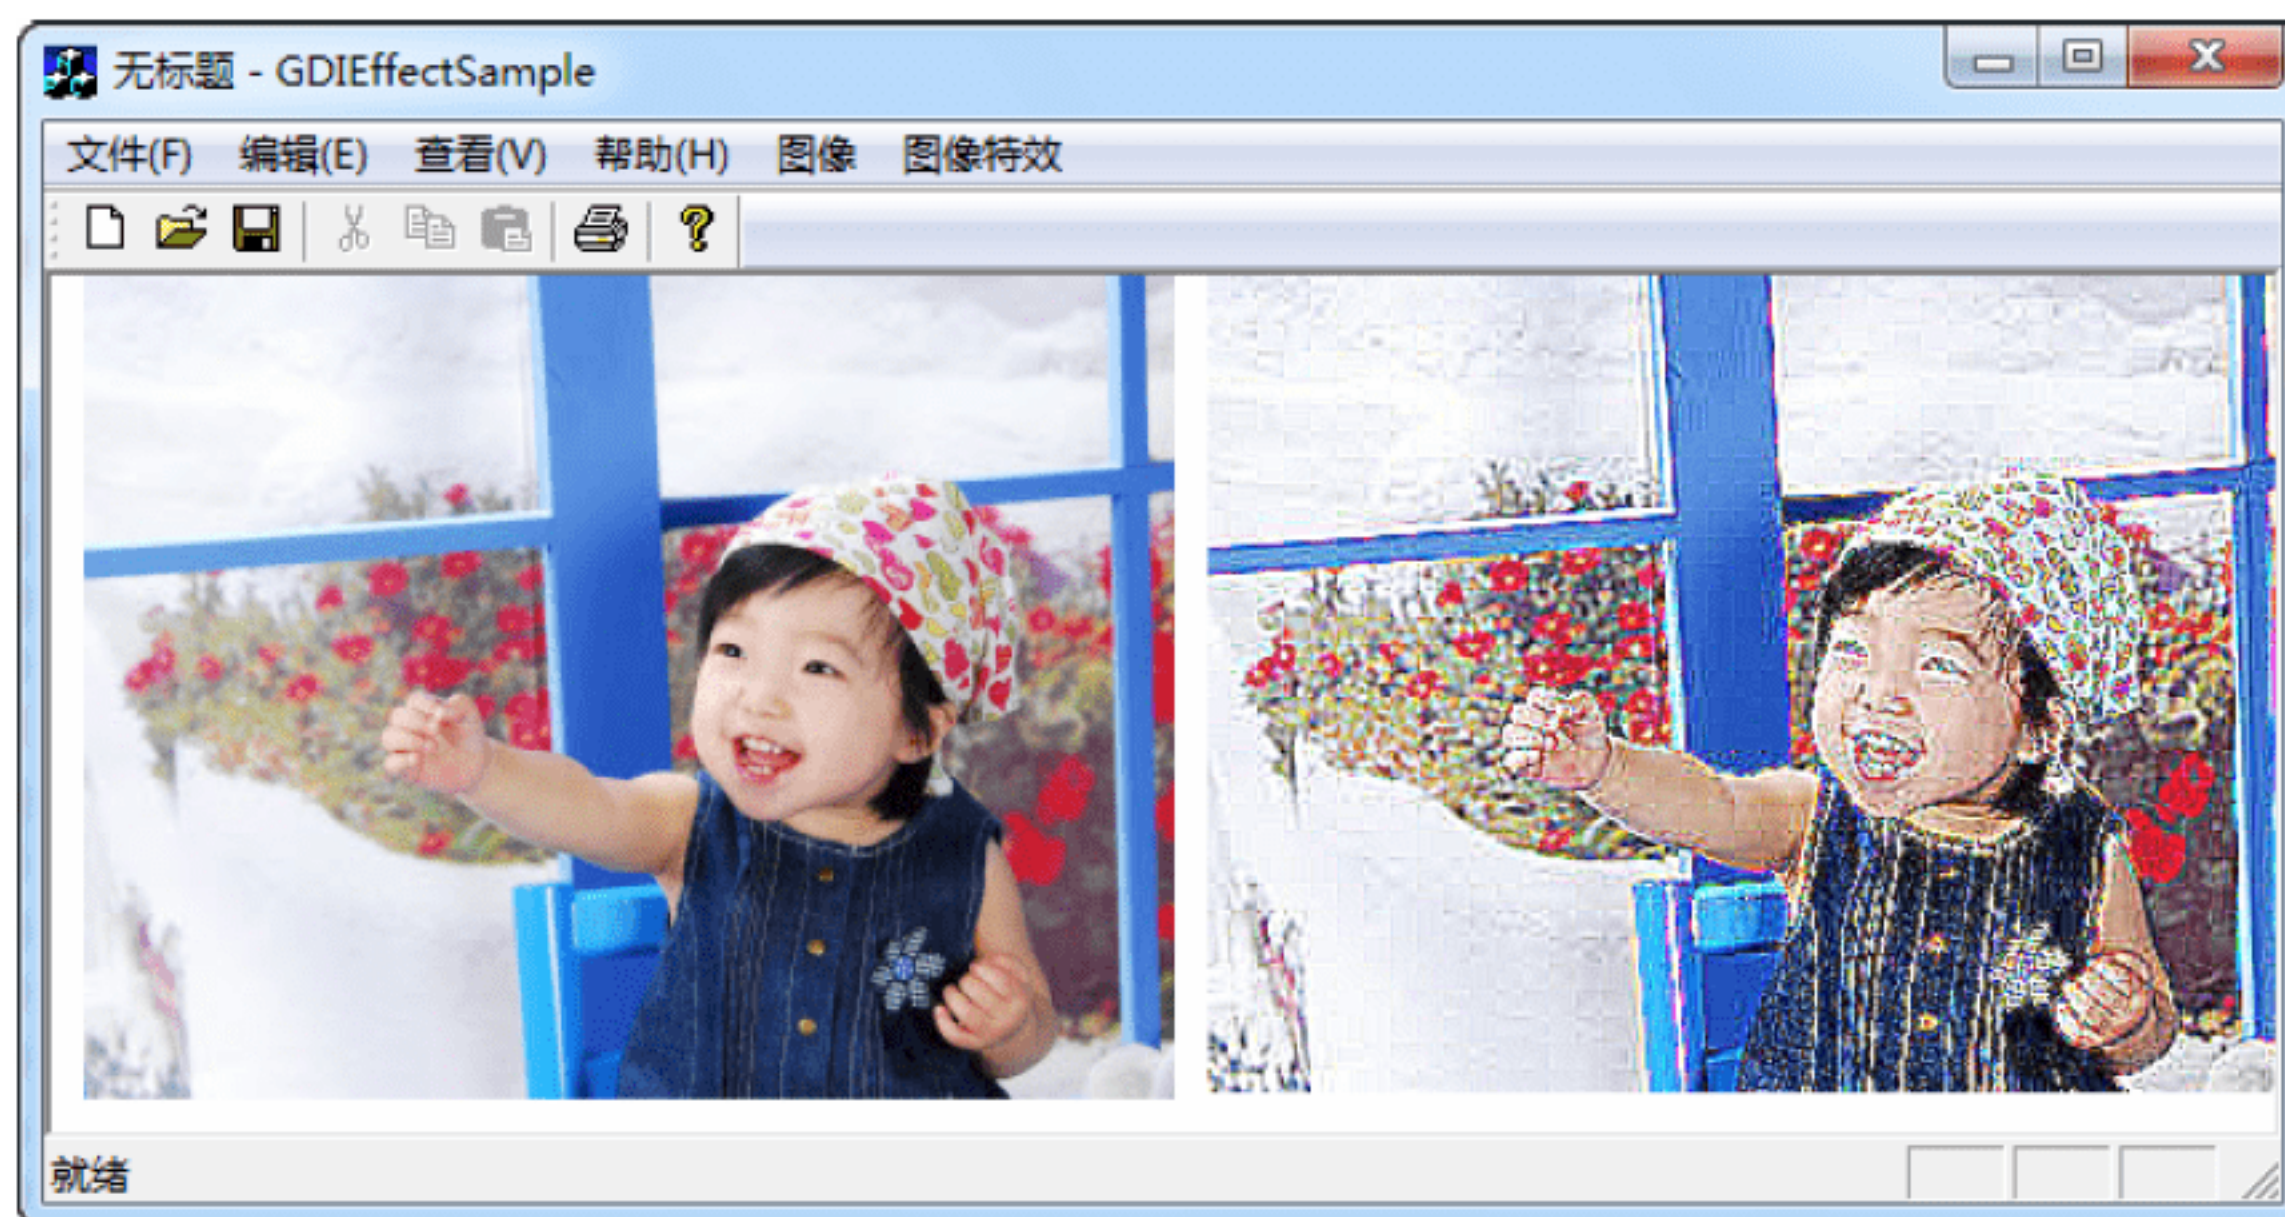 无标题 - GDIEffectSample
文件(F) 编辑(E) 查看(V) 帮助(H) 图像 图像特效
就绪